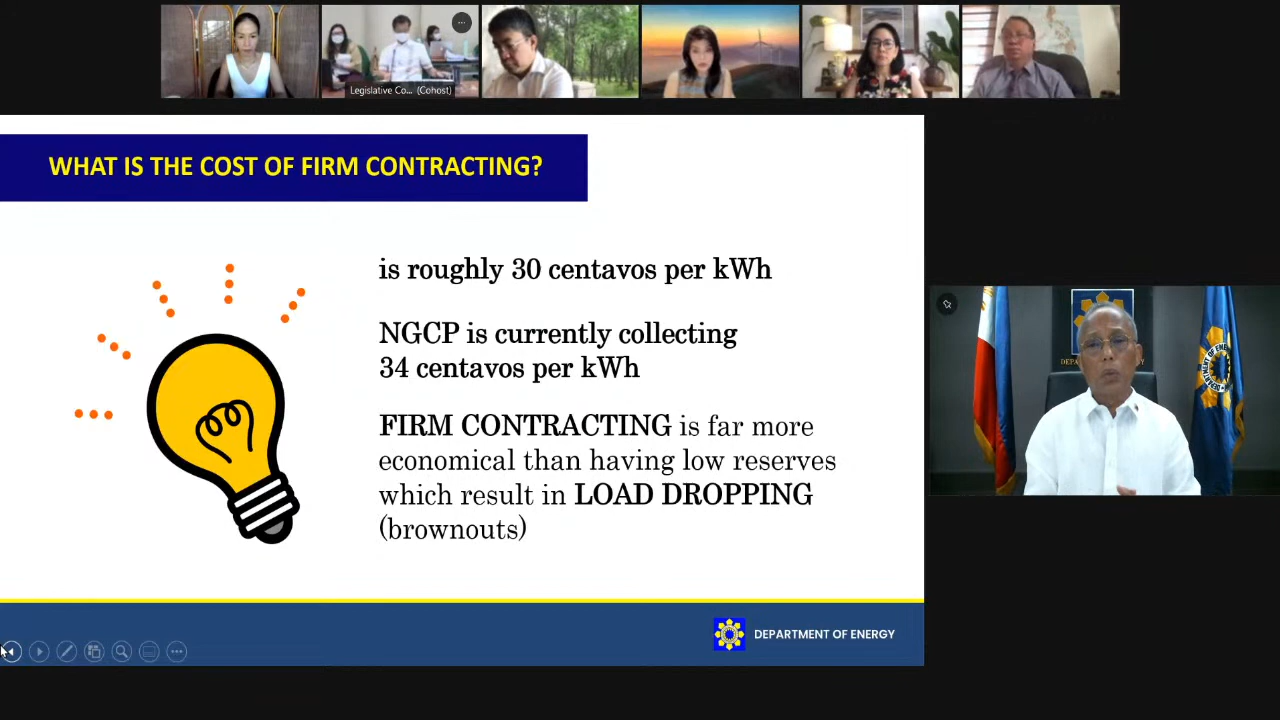 Legislative Co... (Cohost)
WHAT IS THE COST OF FIRM CONTRACTING?
is roughly 30 centavos per kWh
NGCP is currently collecting
34 centavos per kWh
FIRM CONTRACTING is far more
economical than having low reserves
which result in LOAD DROPPING
(brownouts)
DEPARTMENT OF ENERGY